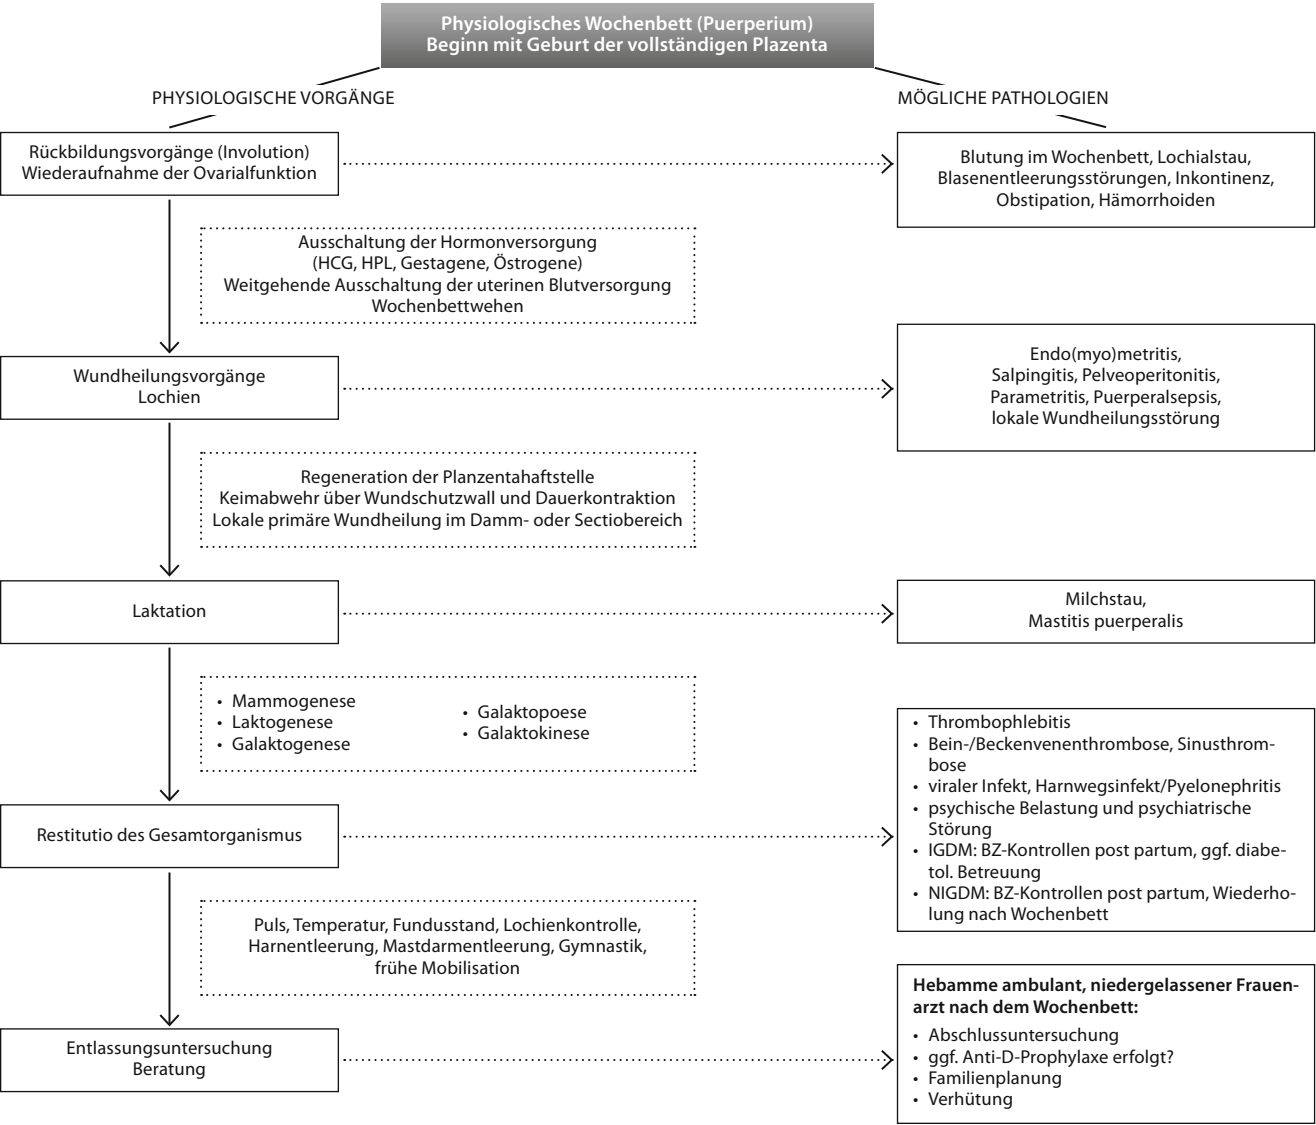 Physiologisches Wochenbett (Puerperium)
Beginn mit Geburt der vollständigen Plazenta
PHYSIOLOGISCHE VORGÄNGE
MÖGLICHE PATHOLOGIEN
Rückbildungsvorgänge (Involution)
Wiederaufnahme der Ovarialfunktion
Blutung im Wochenbett, Lochialstau,
Blasenentleerungsstörungen, Inkontinenz,
Obstipation, Hämorrhoiden
Ausschaltung der Hormonversorgung
(HCG, HPL, Gestagene, Östrogene)
Weitgehende Ausschaltung der uterinen Blutversorgung
Wochenbettwehen
Wundheilungsvorgänge
Lochien
Endo(myo)metritis,
Salpingitis, Pelveoperitonitis,
Parametritis, Puerperalsepsis,
lokale Wundheilungsstörung
Regeneration der Planzentahaftstelle
Keimabwehr über Wundschutzwall und Dauerkontraktion
Lokale primäre Wundheilung im Damm- oder Sectiobereich
Laktation
Milchstau,
Mastitis puerperalis
• Mammogenese
• Laktogenese
• Galaktogenese
• Galaktopoese
• Galaktokinese
Restitutio des Gesamtorganismus
• Thrombophlebitis
• Bein-/Beckenvenenthrombose, Sinusthrom-
bose
• viraler Infekt, Harnwegsinfekt/Pyelonephritis
• psychische Belastung und psychiatrische
Störung
• IGDM: BZ-Kontrollen post partum, ggf. diabe-
tol. Betreuung
• NIGDM: BZ-Kontrollen post partum, Wiederho-
lung nach Wochenbett
Puls, Temperatur, Fundusstand, Lochienkontrolle,
Harnentleerung, Mastdarmentleerung, Gymnastik,
frühe Mobilisation
Entlassungsuntersuchung
Beratung
Hebamme ambulant, niedergelassener Frauen-
arzt nach dem Wochenbett:
• Abschlussuntersuchung
• ggf. Anti-D-Prophylaxe erfolgt?
• Familienplanung
• Verhütung